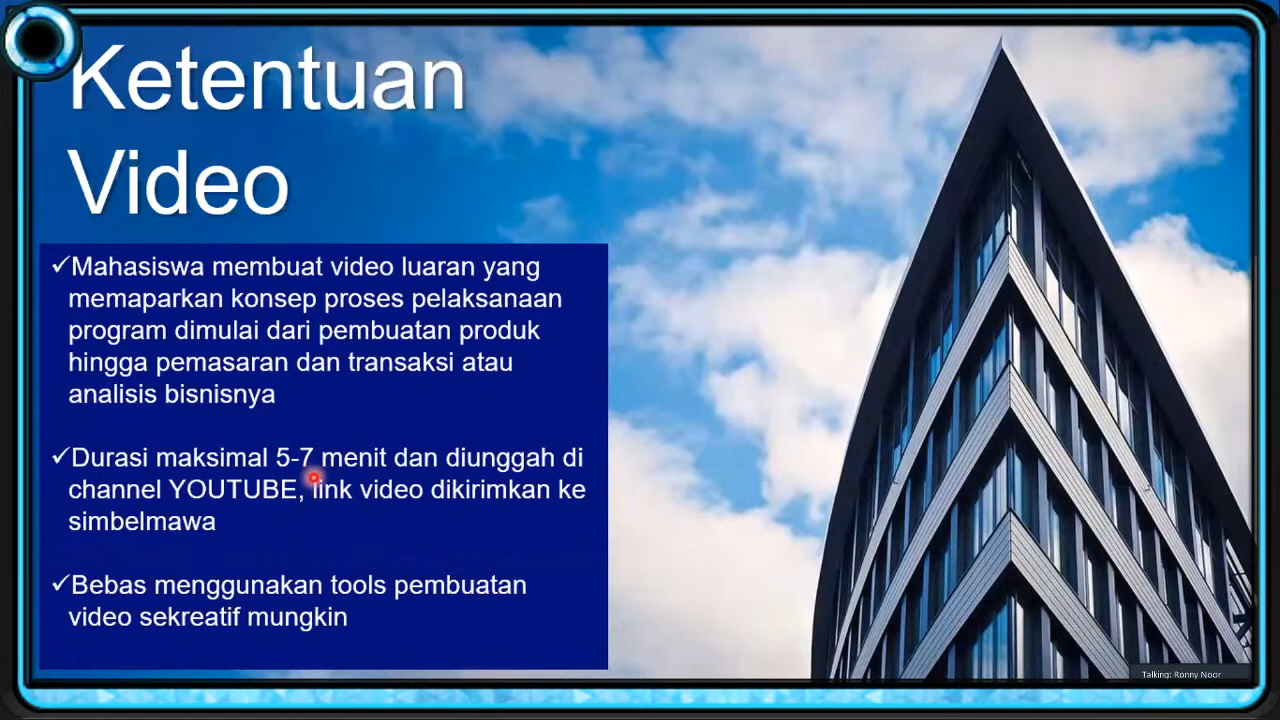 Ketentuan
Video
✓Mahasiswa membuat video luaran yang
memaparkan konsep proses pelaksanaan
program dimulai dari pembuatan produk
hingga pemasaran dan transaksi atau
analisis bisnisnya
✓Durasi maksimal 5-7 menit dan diunggah di
channel YOUTUBE, link video dikirimkan ke
simbelmawa
✓Bebas menggunakan tools pembuatan
video sekreatif mungkin
Talking: Ronny Noor